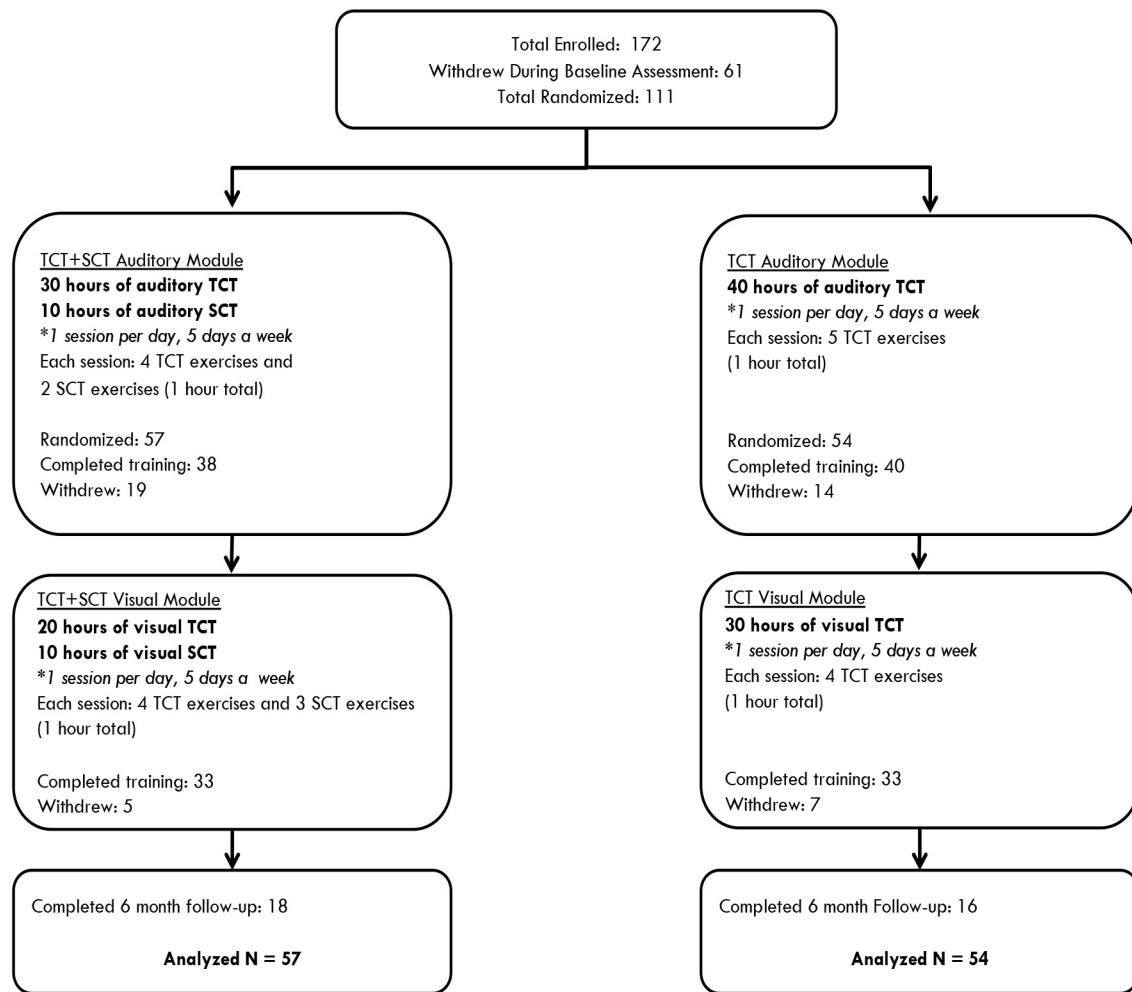 Total Enrolled: 172
Withdrew During Baseline Assessment: 61
Total Randomized: 111
TCT+SCT Auditory Module
30 hours of auditory TCT
10 hours of auditory SCT
*1 session per day, 5 days a week
Each session: 4 TCT exercises and
2 SCT exercises (1 hour total)
Randomized: 57
Completed training: 38
Withdrew: 19
TCT Auditory Module
40 hours of auditory TCT
*1 session per day, 5 days a week
Each session: 5 TCT exercises
(1 hour total)
Randomized: 54
Completed training: 40
Withdrew: 14
TCT+SCT Visual Module
20 hours of visual TCT
10 hours of visual SCT
*1 session per day, 5 days a week
Each session: 4 TCT exercises and 3 SCT exercises
(1 hour total)
Completed training: 33
Withdrew: 5
TCT Visual Module
30 hours of visual TCT
*1 session per day, 5 days a week
Each session: 4 TCT exercises
(1 hour total)
Completed training: 33
Withdrew: 7
Completed 6 month follow-up: 18
Analyzed N = 57
Completed 6 month Follow-up: 16
Analyzed N = 54